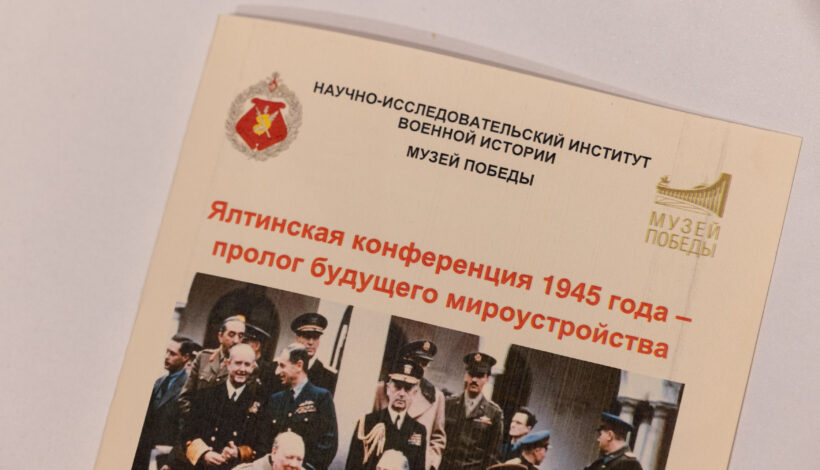 НАУЧНО-ИССЛЕДОВАТЕЛЬСКИЙ ИНСТИТУТ
ВОЕННОЙ ИСТОРИИ
МУЗЕЙ ПОБЕДЫ
МУЗЕЙ
ПОБЕДЫ
Ялтинская конференция 1945 года –
пролог будущего мироустройства